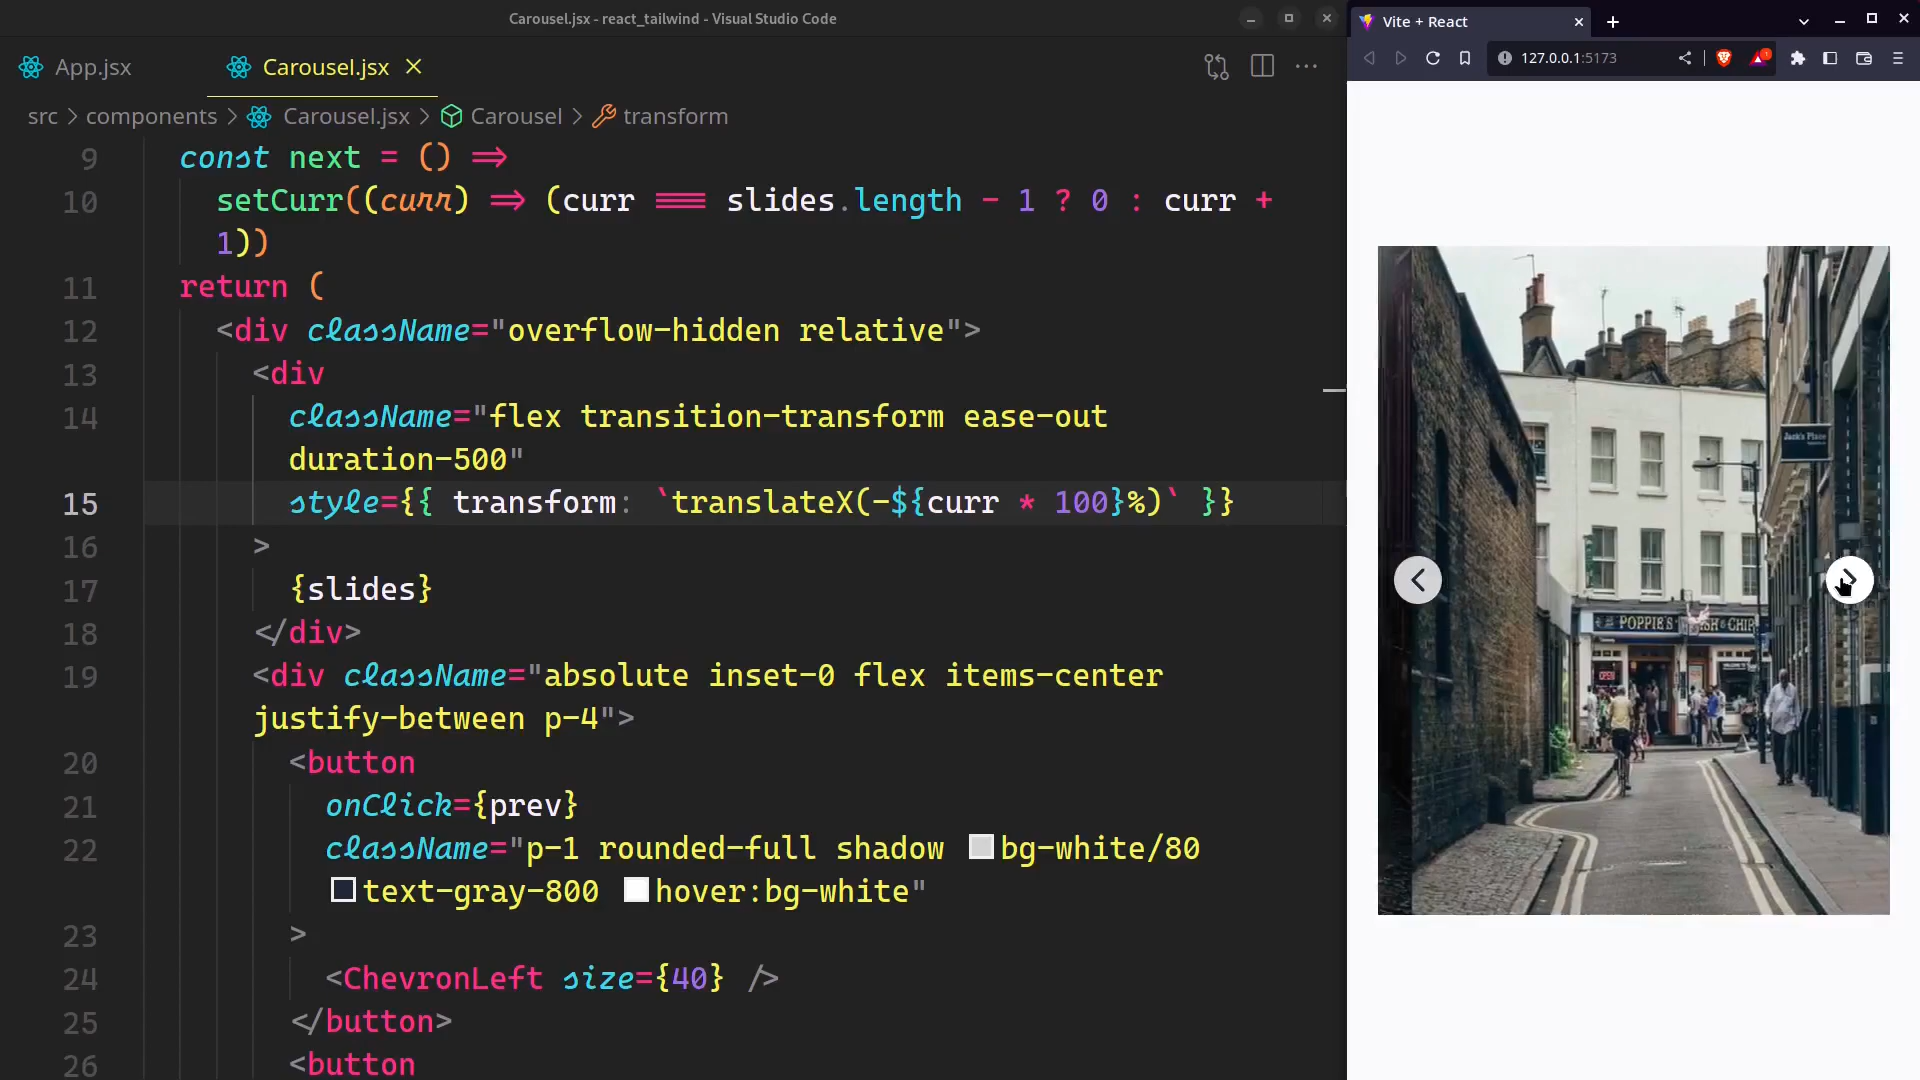 Carousel.jsx - react_tailwind - Visual Studio Code
App.jsx
Carousel.jsx
src > components > Carousel.jsx > Carousel > transform
9 const next = () =>
10 setCurr((curr) => (curr === slides.length - 1 ? 0 : curr +
1))
11 return (
12 <div className="overflow-hidden relative">
13 <div
14 className="flex transition-transform ease-out
duration-500"
15 style={{ transform: `translateX(-${curr * 100}%)` }}
16 >
17 {slides}
18 </div>
19 <div className="absolute inset-0 flex items-center
justify-between p-4">
20 <button
21 onClick={prev}
22 className="p-1 rounded-full shadow bg-white/80
text-gray-800 hover:bg-white"
23 >
24 <ChevronLeft size={40} />
25 </button>
26 <button
Vite + React
127.0.0.1:5173
1
Jack's Place
POPPIE'S
OPEN